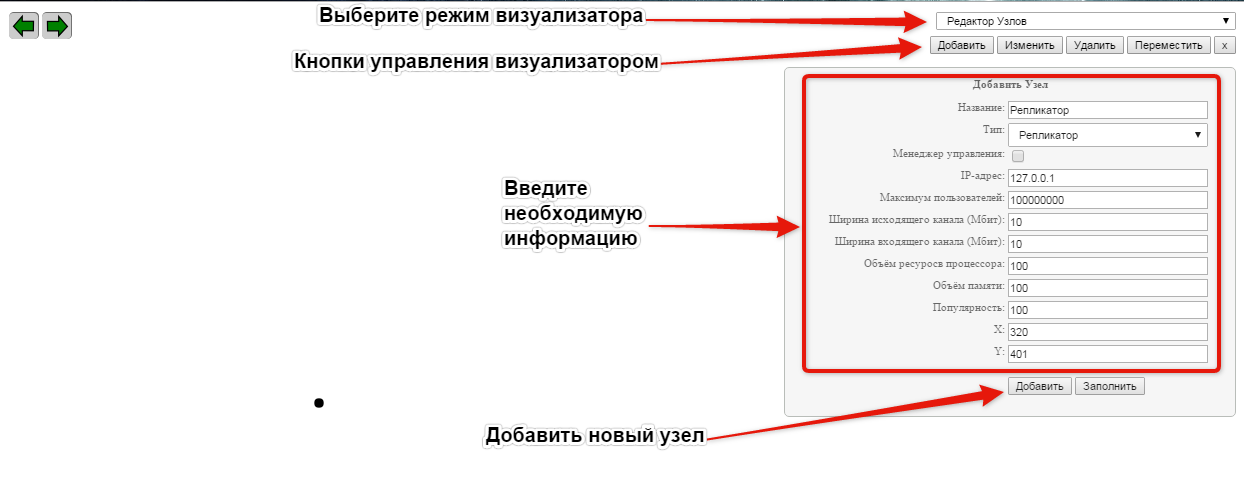 Выберите режим визуализатора
Редактор Узлов
Кнопки управления визуализатором
Добавить Изменить Удалить Переместить x
Добавить Узел
Название: Репликатор
Тип: Репликатор
Менеджер управления:
IP-адрес: 127.0.0.1
Максимум пользователей: 100000000
Ширина исходящего канала (Мбит): 10
Ширина входящего канала (Мбит): 10
Объём ресуросв процессора: 100
Объём памяти: 100
Популярность: 100
X: 320
Y: 401
Введите
необходимую
информацию
Добавить Заполнить
Добавить новый узел